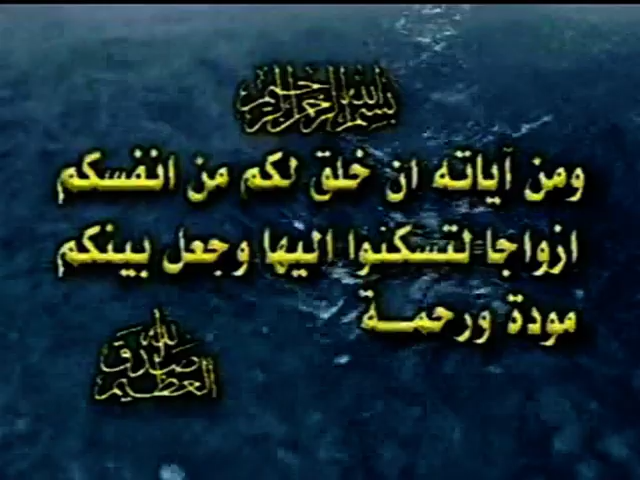 بسم الله الرحمن الرحيم
ومن آياته ان خلق لكم من انفسكم
ازواجا لتسكنوا اليها وجعل بينكم
مودة ورحمـــة
صدق الله العظيم